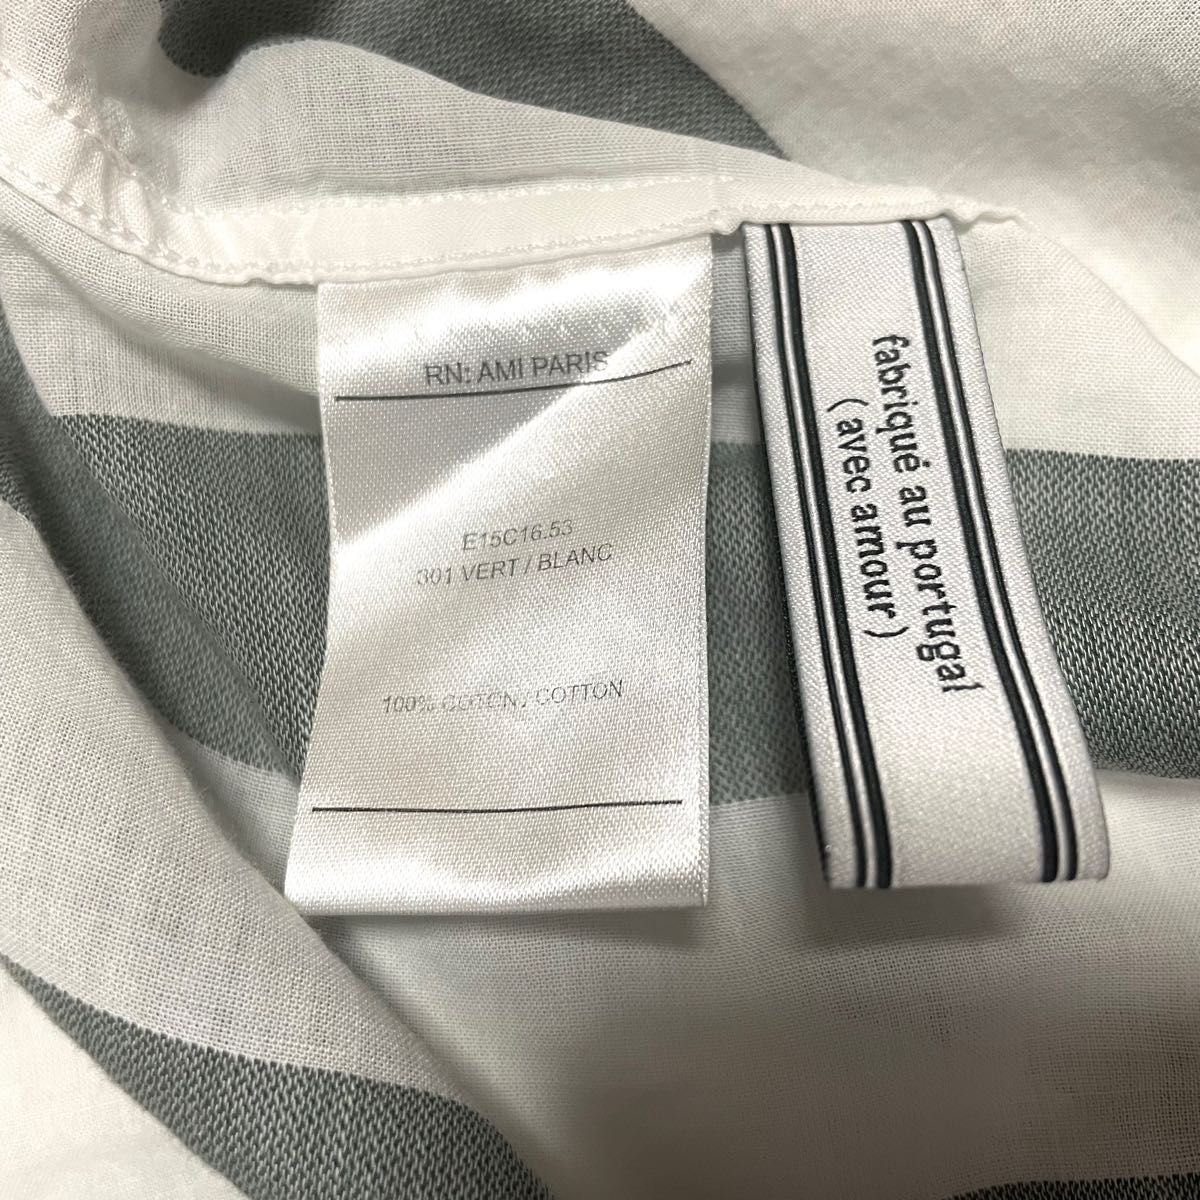 RN: AMI PARIS
E15C16.53
301 VERT / BLANC
100% COTON, COTTON
fabriqué au portugal
(avec amour)